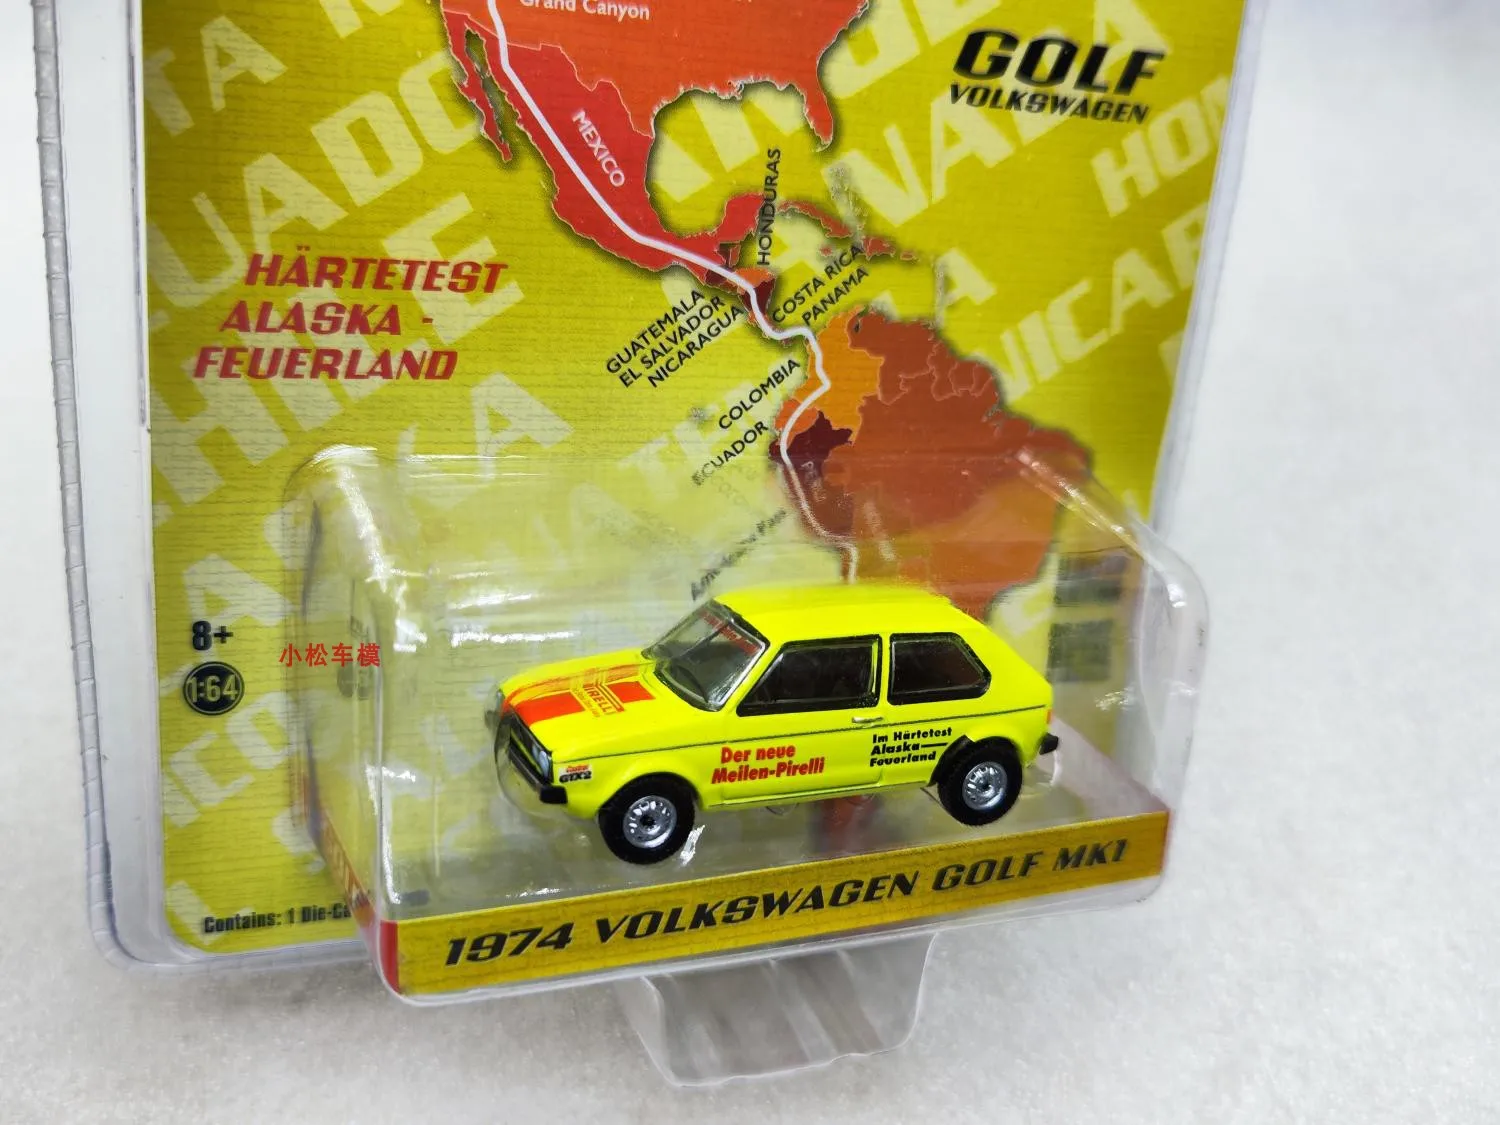 Grand Canyon
GOLF
VOLKSWAGEN
MEXICO
HONDURAS
HÄRTETEST
ALASKA -
FEUERLAND
GUATEMALA
EL SALVADOR
NICARAGUA
COSTA RICA
PANAMA
COLOMBIA
ECUADOR
PERU
8+
1:64
小松车模
PIRELLI
Castrol
GTX2
Der neue
Meilen-Pirelli
Im Härtetest
Alaska—
Feuerland
Contains: 1 Die-Ca
1974 VOLKSWAGEN GOLF MK1